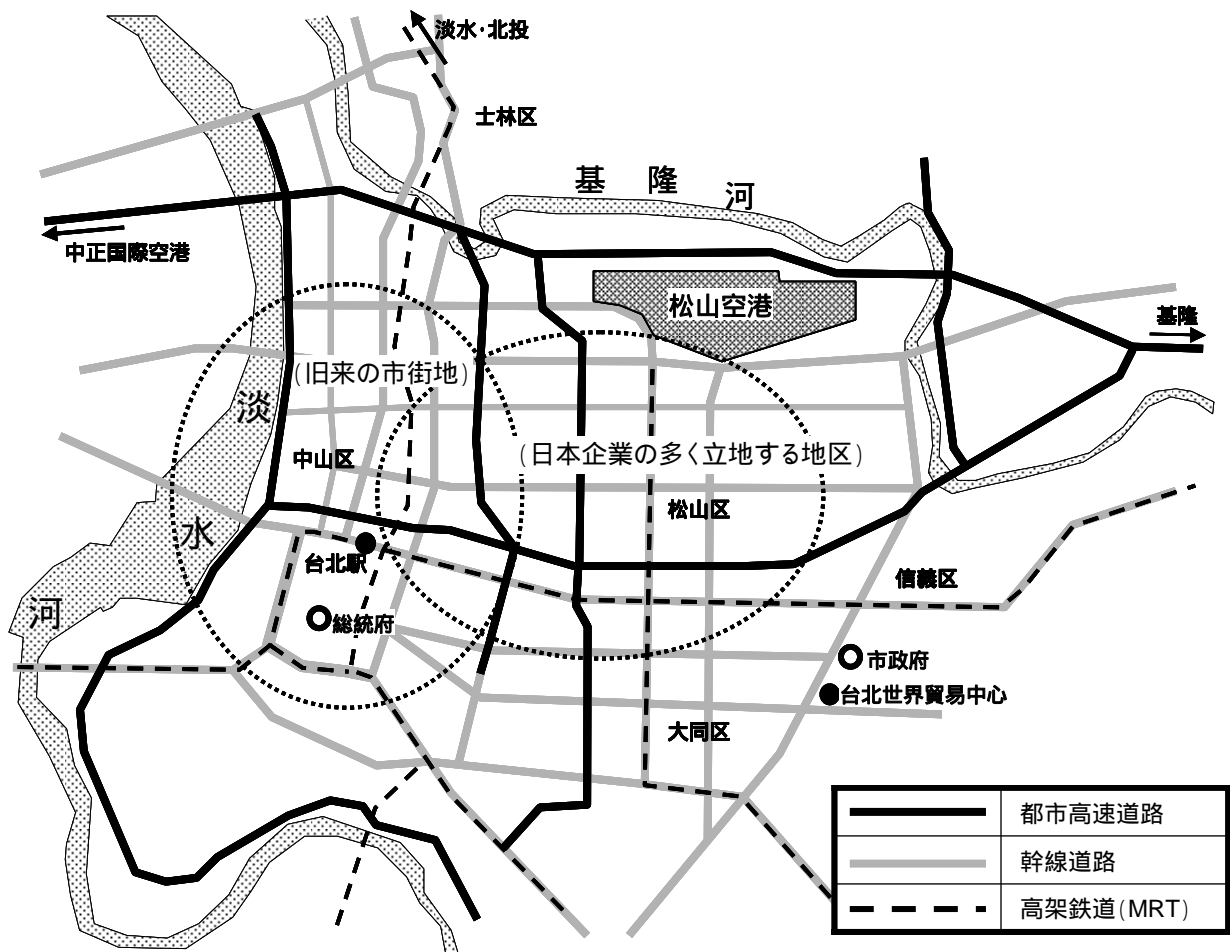 淡水・北投
士林区
基隆河
中正国際空港
松山空港
基隆
(旧来の市街地)
淡水河
(日本企業の多く立地する地区)
中山区
松山区
台北駅
信義区
総統府
市政府
台北世界貿易中心
大同区
都市高速道路
幹線道路
高架鉄道(MRT)